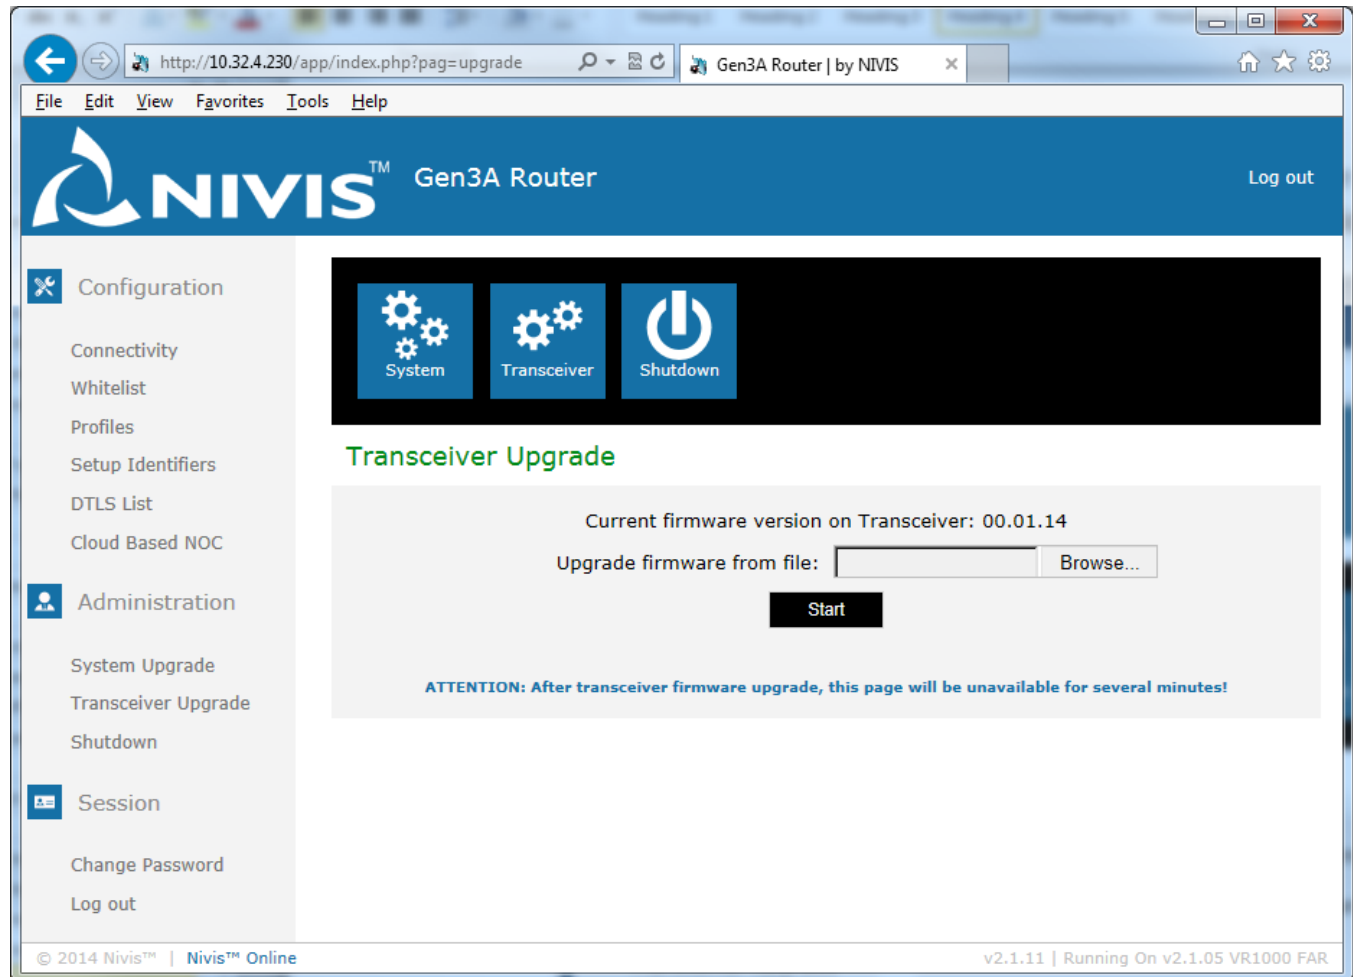 http://10.32.4.230/app/index.php?pag=upgrade
Gen3A Router | by NIVIS
File Edit View Favorites Tools Help
NIVIS™ Gen3A Router
Log out
Configuration
Connectivity
Whitelist
Profiles
Setup Identifiers
DTLS List
Cloud Based NOC
Administration
System Upgrade
Transceiver Upgrade
Shutdown
Session
Change Password
Log out
System
Transceiver
Shutdown
Transceiver Upgrade
Current firmware version on Transceiver: 00.01.14
Upgrade firmware from file: Browse...
Start
ATTENTION: After transceiver firmware upgrade, this page will be unavailable for several minutes!
© 2014 Nivis™ | Nivis™ Online
v2.1.11 | Running On v2.1.05 VR1000 FAR